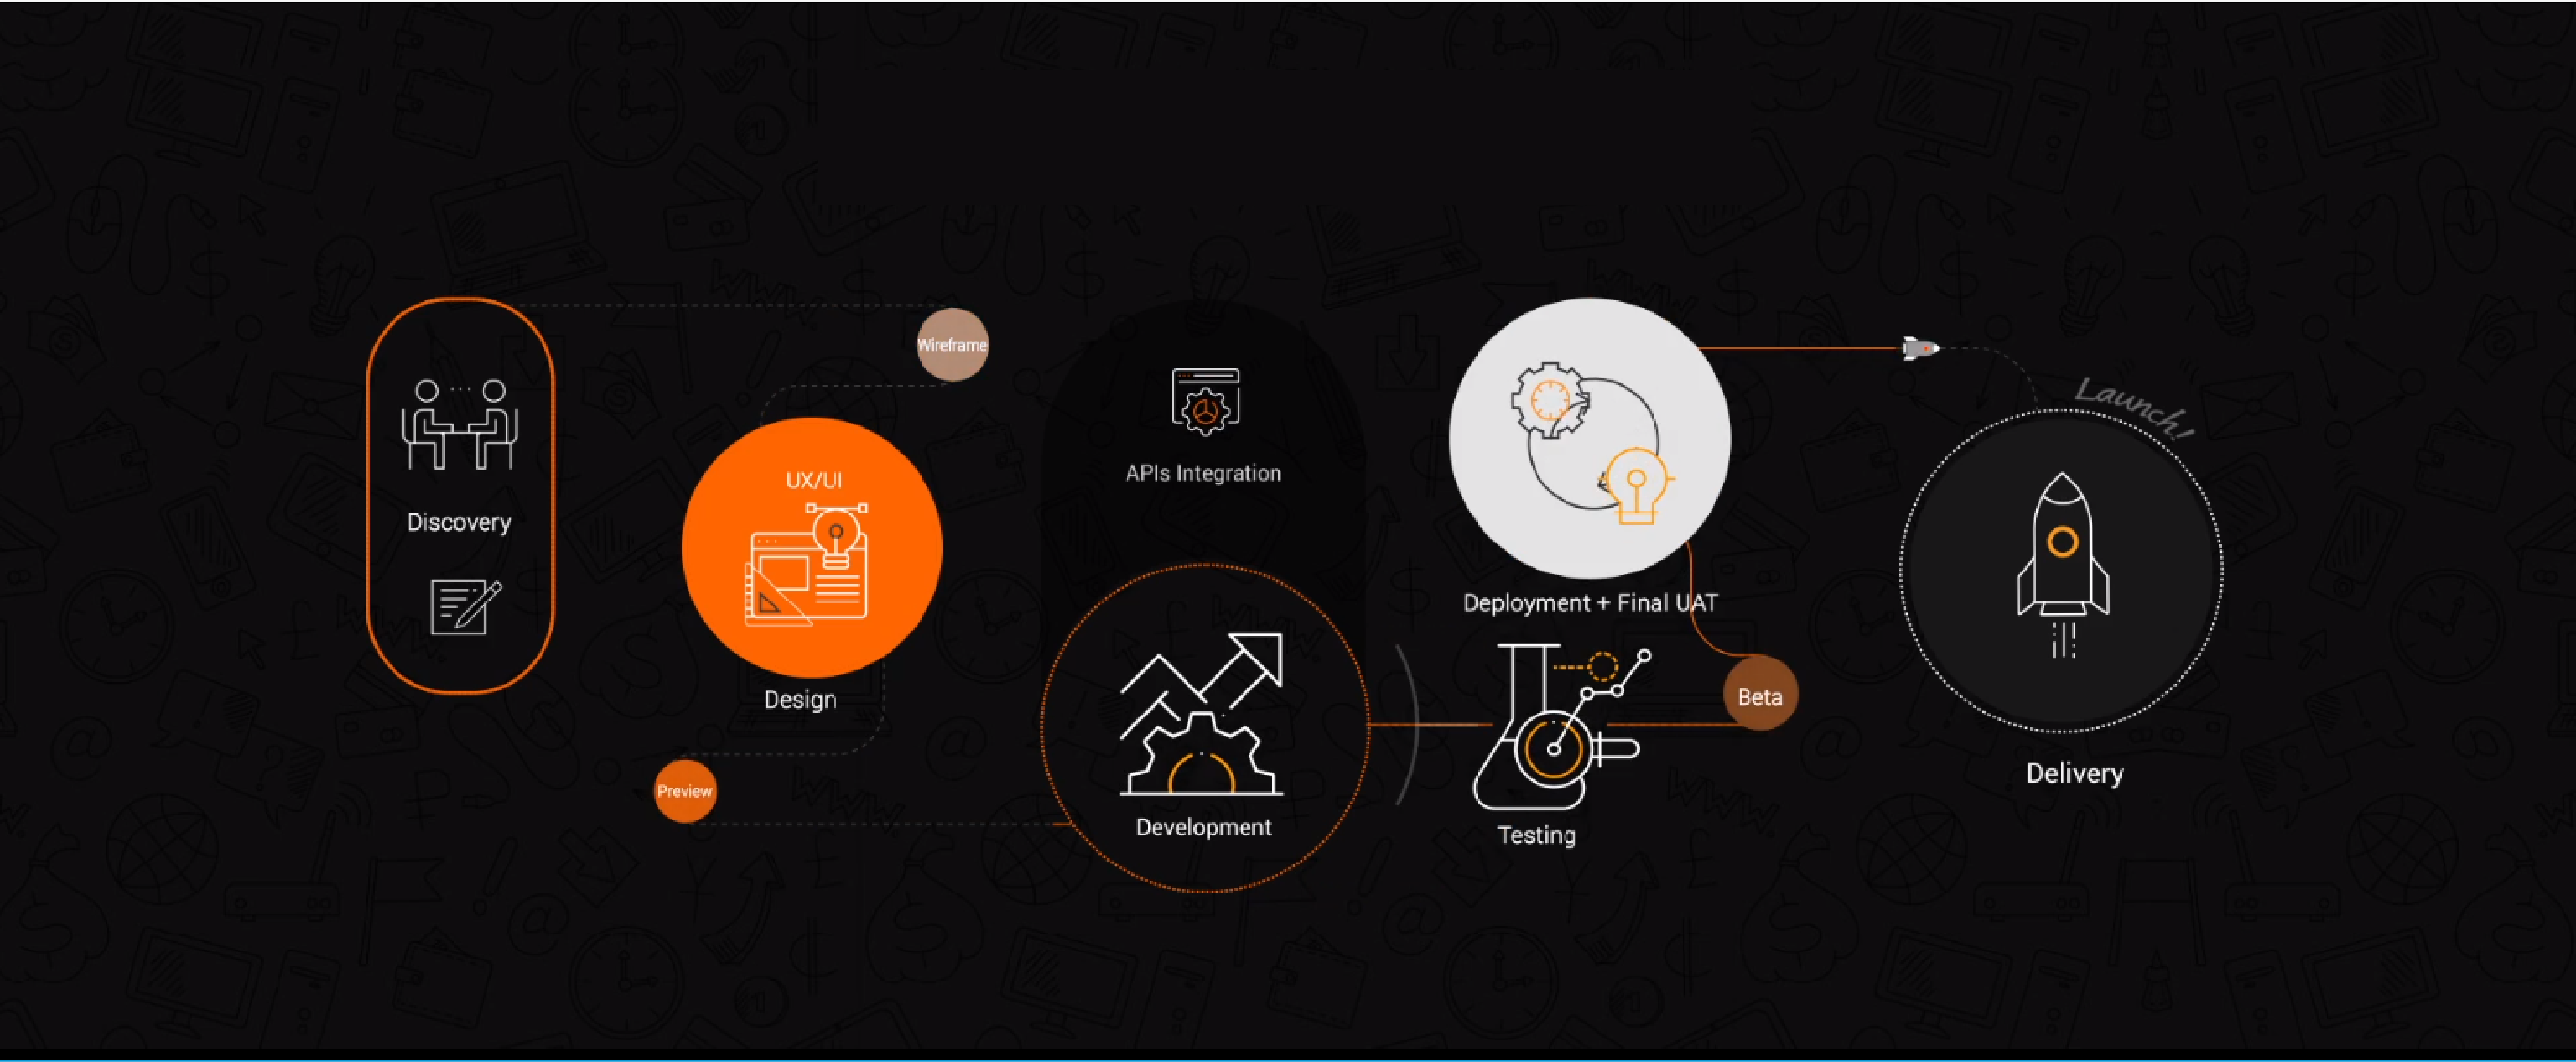 Discovery
Wireframe
UX/UI
Design
Preview
APIs Integration
Development
Deployment + Final UAT
Testing
Beta
Launch!
Delivery